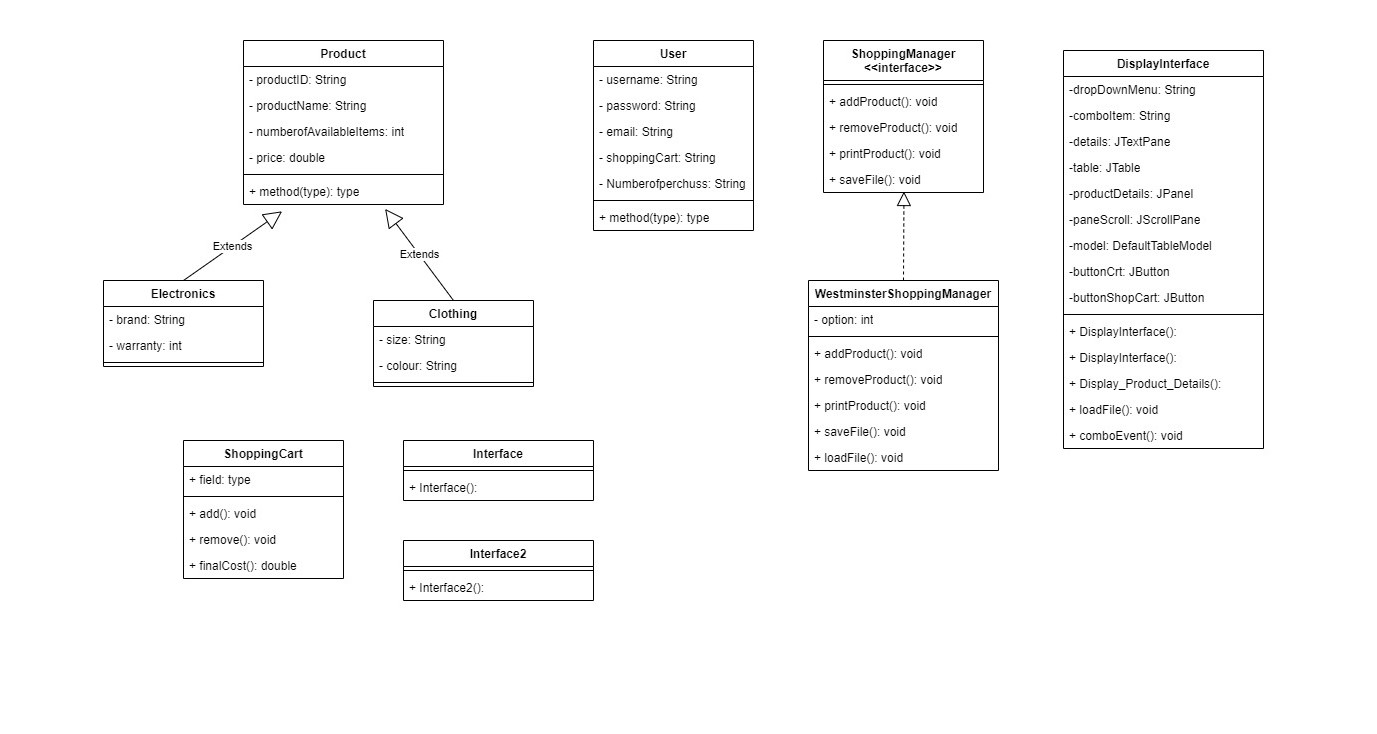 Product
- productID: String
- productName: String
- numberofAvailableItems: int
- price: double
+ method(type): type
User
- username: String
- password: String
- email: String
- shoppingCart: String
- Numberofperchuss: String
+ method(type): type
ShoppingManager
<<interface>>
+ addProduct(): void
+ removeProduct(): void
+ printProduct(): void
+ saveFile(): void
DisplayInterface
-dropDownMenu: String
-comboItem: String
-details: JTextPane
-table: JTable
-productDetails: JPanel
-paneScroll: JScrollPane
-model: DefaultTableModel
-buttonCrt: JButton
-buttonShopCart: JButton
+ DisplayInterface():
+ DisplayInterface():
+ Display_Product_Details():
+ loadFile(): void
+ comboEvent(): void
Extends
Extends
Electronics
- brand: String
- warranty: int
Clothing
- size: String
- colour: String
WestminsterShoppingManager
- option: int
+ addProduct(): void
+ removeProduct(): void
+ printProduct(): void
+ saveFile(): void
+ loadFile(): void
ShoppingCart
+ field: type
+ add(): void
+ remove(): void
+ finalCost(): double
Interface
+ Interface():
Interface2
+ Interface2():